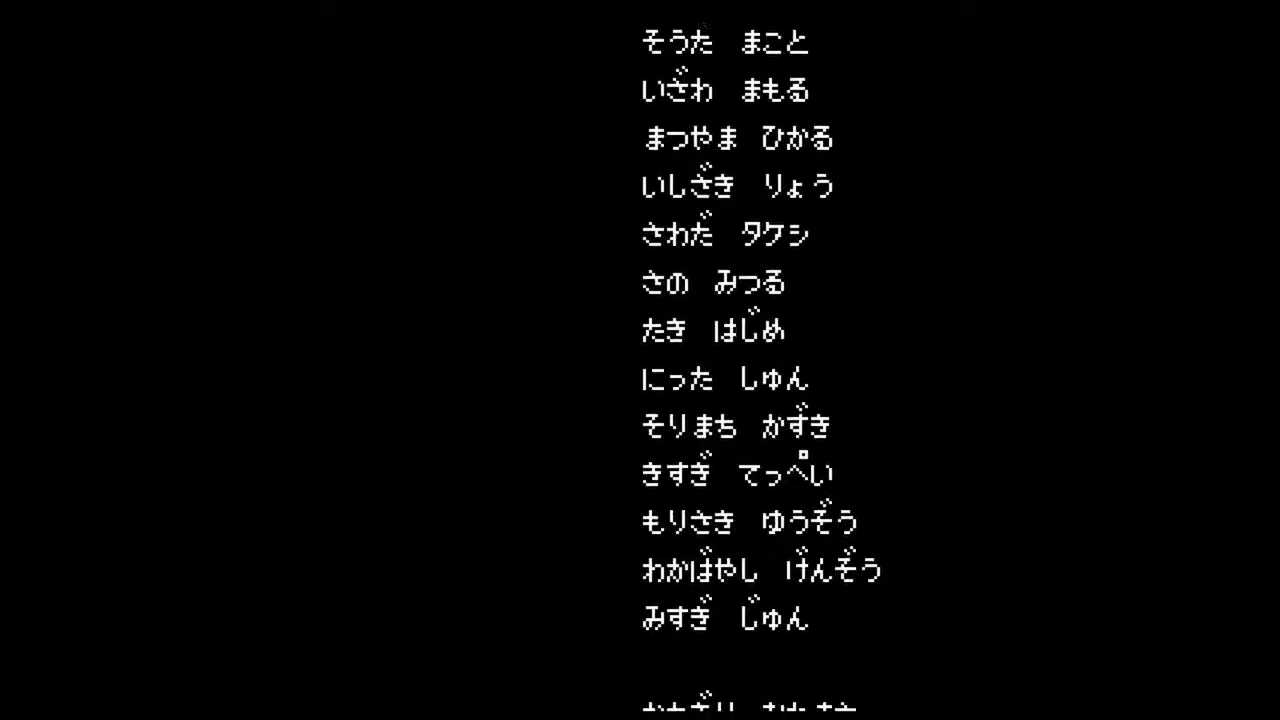 そうだ まこと
いざわ まもる
まつやま ひかる
いしざき りょう
さわだ タケシ
さの みつる
たき はじめ
にった しゅん
そりまち かずき
きすぎ てっぺい
もりさき ゆうぞう
わかばやし げんぞう
みすぎ じゅん